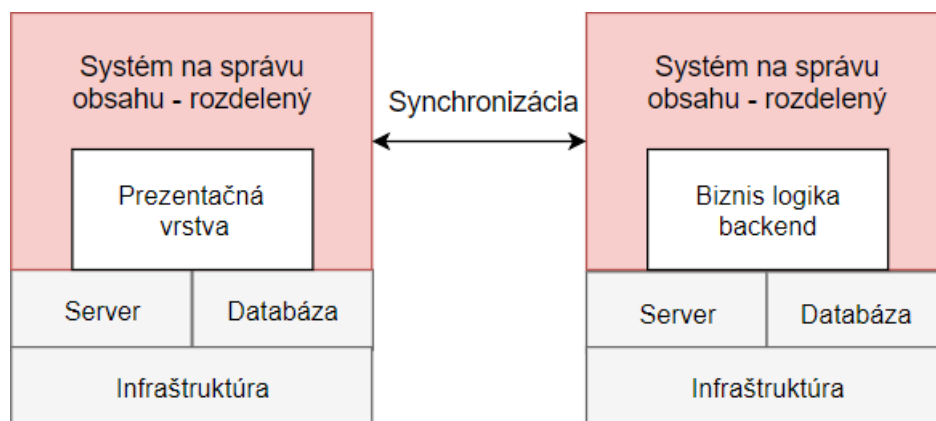 Systém na správu
obsahu - rozdelený
Prezentačná
vrstva
Server
Databáza
Infraštruktúra
Synchronizácia
Systém na správu
obsahu - rozdelený
Biznis logika
backend
Server
Databáza
Infraštruktúra